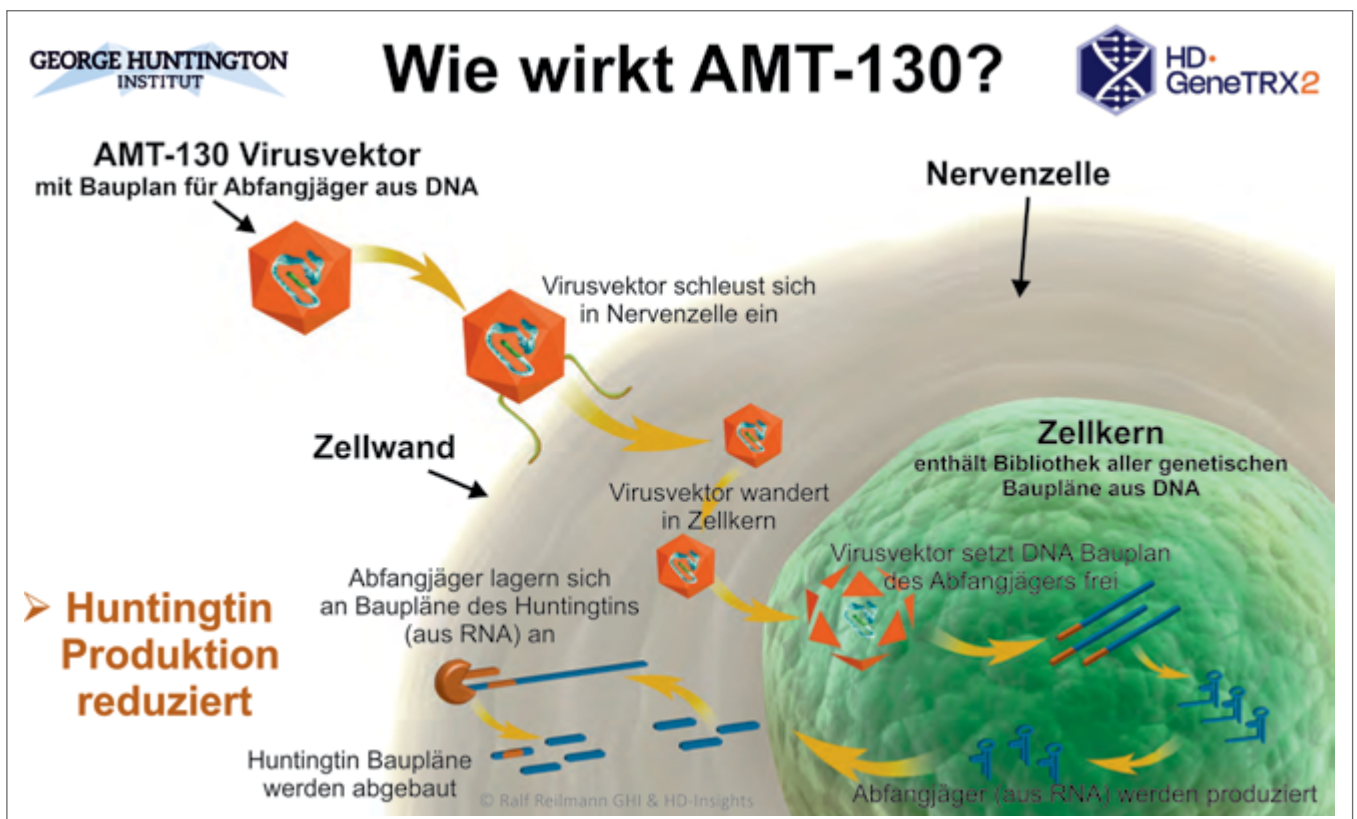 GEORGE HUNTINGTON
INSTITUT
Wie wirkt AMT-130?
HD·
GeneTRX2
AMT-130 Virusvektor
mit Bauplan für Abfangjäger aus DNA
Nervenzelle
Virusvektor schleust sich
in Nervenzelle ein
Zellwand
Zellkern
enthält Bibliothek aller genetischen
Baupläne aus DNA
Virusvektor wandert
in Zellkern
Virusvektor setzt DNA Bauplan
des Abfangjägers frei
Abfangjäger lagern sich
an Baupläne des Huntingtins
(aus RNA) an
➢ Huntingtin
Produktion
reduziert
Huntingtin Baupläne
werden abgebaut
Abfangjäger (aus RNA) werden produziert
© Ralf Reilmann GHI & HD-Insights